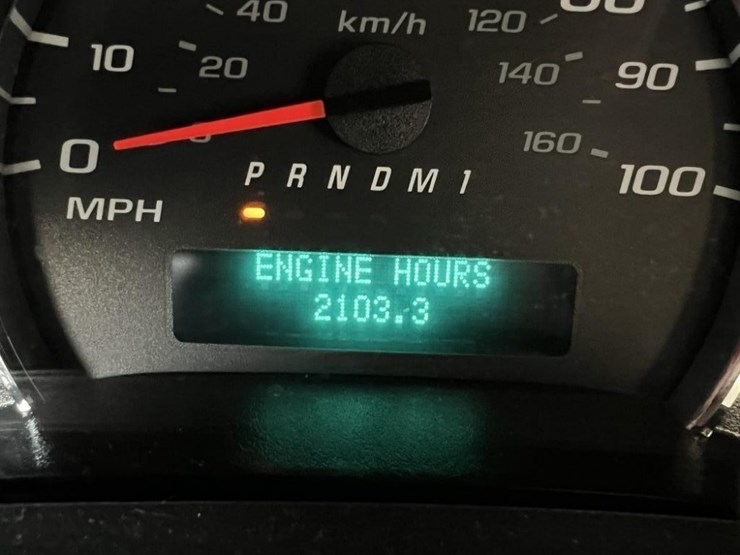 40 km/h 120
10 20 140 90
0 160 100
P R N D M 1
MPH
ENGINE HOURS
2103.3